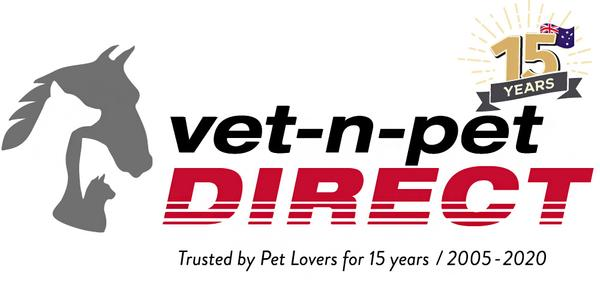 15
YEARS
vet-n-pet
DIRECT
Trusted by Pet Lovers for 15 years / 2005-2020